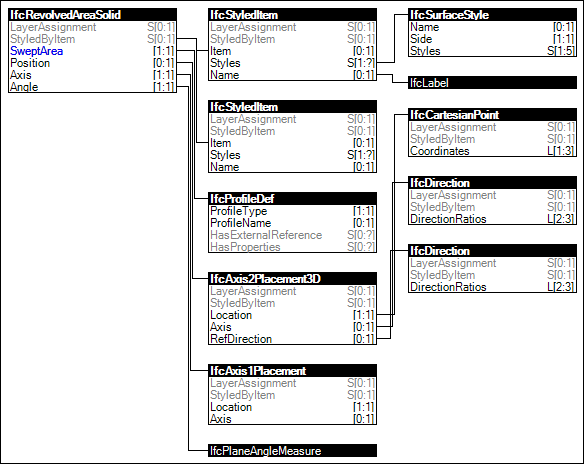 IfcRevolvedAreaSolid
LayerAssignment S[0:1]
StyledByItem S[0:1]
SweptArea [1:1]
Position [0:1]
Axis [1:1]
Angle [1:1]
IfcStyledItem
LayerAssignment S[0:1]
StyledByItem S[0:1]
Item [0:1]
Styles S[1:?]
Name [0:1]
IfcStyledItem
LayerAssignment S[0:1]
StyledByItem S[0:1]
Item [0:1]
Styles S[1:?]
Name [0:1]
IfcProfileDef
ProfileType [1:1]
ProfileName [0:1]
HasExternalReference S[0:?]
HasProperties S[0:?]
IfcAxis2Placement3D
LayerAssignment S[0:1]
StyledByItem S[0:1]
Location [1:1]
Axis [0:1]
RefDirection [0:1]
IfcAxis1Placement
LayerAssignment S[0:1]
StyledByItem S[0:1]
Location [1:1]
Axis [0:1]
IfcPlaneAngleMeasure
IfcSurfaceStyle
Name [0:1]
Side [1:1]
Styles S[1:5]
IfcLabel
IfcCartesianPoint
LayerAssignment S[0:1]
StyledByItem S[0:1]
Coordinates L[1:3]
IfcDirection
LayerAssignment S[0:1]
StyledByItem S[0:1]
DirectionRatios L[2:3]
IfcDirection
LayerAssignment S[0:1]
StyledByItem S[0:1]
DirectionRatios L[2:3]